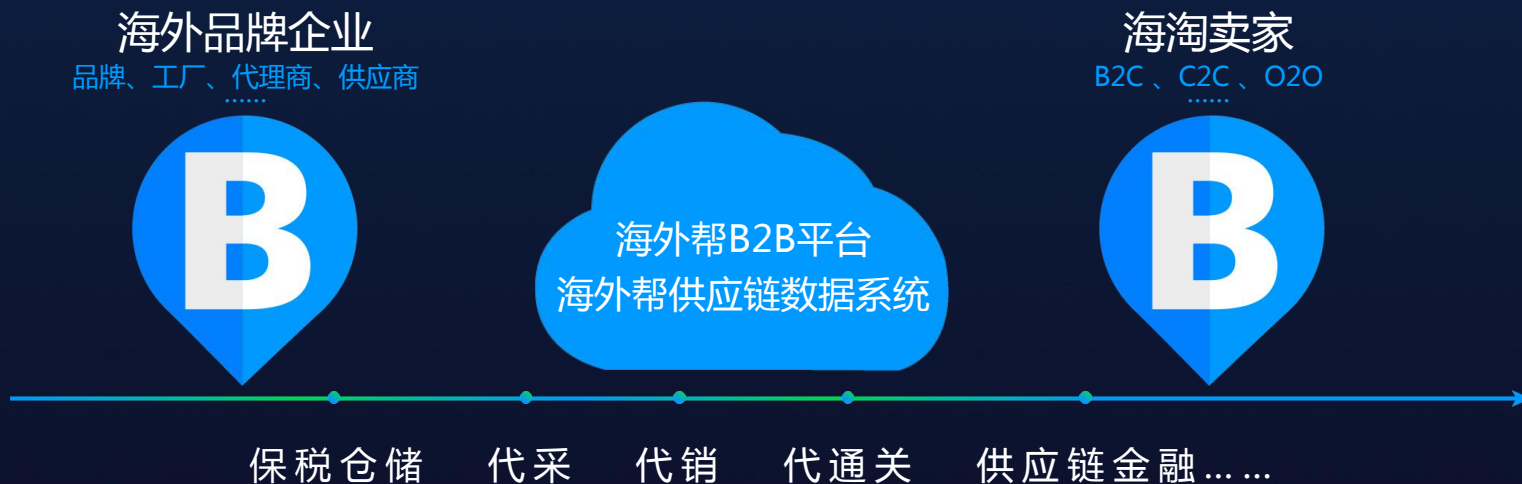 海外品牌企业
品牌、工厂、代理商、供应商
······
B
海外帮B2B平台
海外帮供应链数据系统
海淘卖家
B2C 、C2C 、O2O
······
B
保税仓储 代采 代销 代通关 供应链金融……